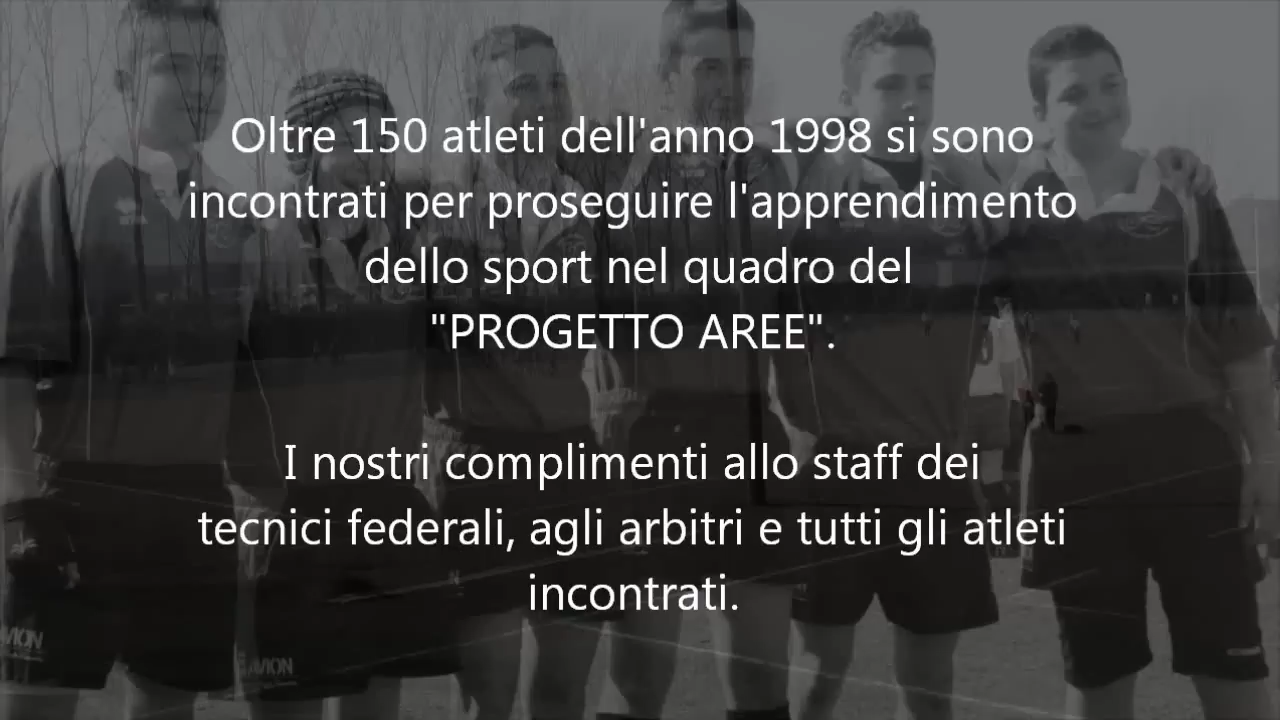 Oltre 150 atleti dell'anno 1998 si sono
incontrati per proseguire l'apprendimento
dello sport nel quadro del
"PROGETTO AREE".
I nostri complimenti allo staff dei
tecnici federali, agli arbitri e tutti gli atleti
incontrati.